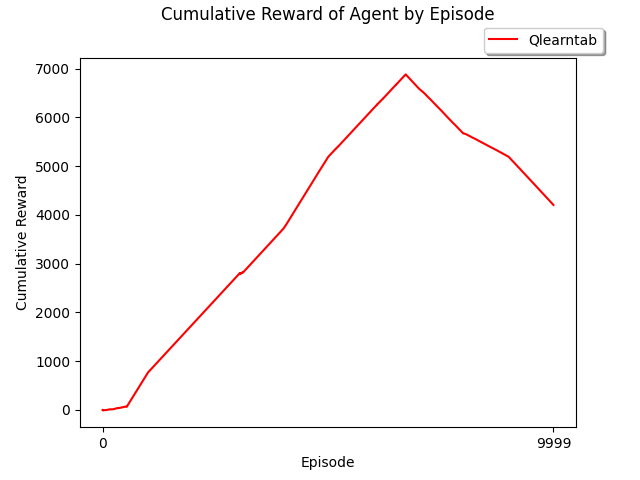 Cumulative Reward of Agent by Episode
Qlearntab
7000
6000
5000
4000
3000
2000
1000
0
Cumulative Reward
0
9999
Episode